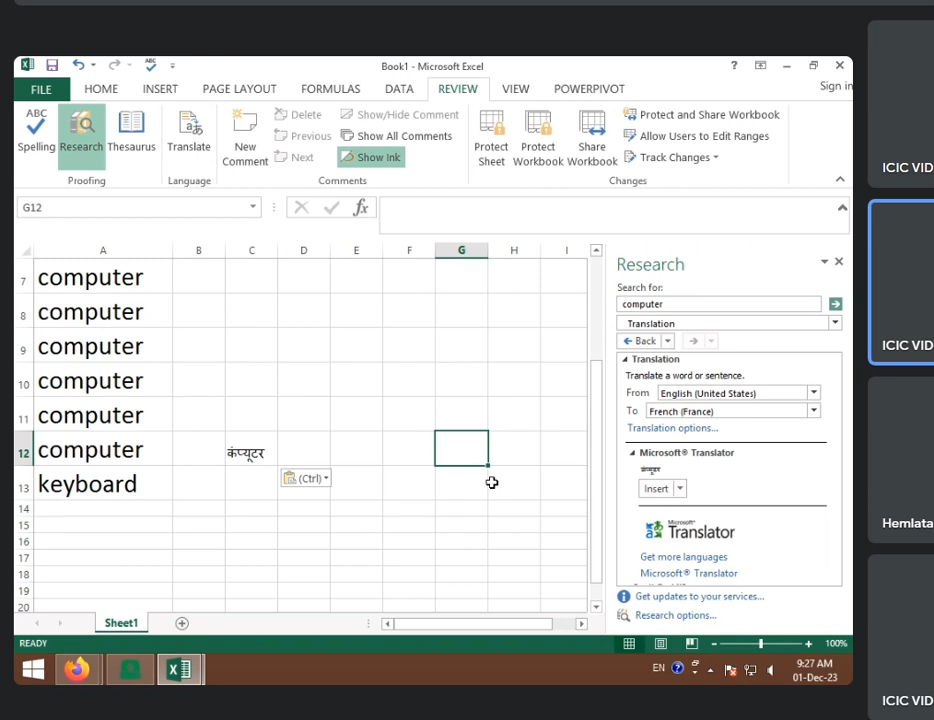 Book1 - Microsoft Excel
?
FILE HOME INSERT PAGE LAYOUT FORMULAS DATA REVIEW VIEW POWERPIVOT Sign in
ABC Spelling
Research
Thesaurus
Translate
New Comment
Delete
Previous
Next
Show/Hide Comment
Show All Comments
Show Ink
Protect Sheet
Protect Workbook
Share Workbook
Protect and Share Workbook
Allow Users to Edit Ranges
Track Changes
Proofing Language Comments Changes
G12 fx
A B C D E F G H I
7 computer
8 computer
9 computer
10 computer
11 computer
12 computer कंप्यूटर
13 keyboard (Ctrl)
14
15
16
17
18
19
20
Sheet1
READY 100%
Research
Search for:
computer
Translation
Back
Translation
Translate a word or sentence.
From English (United States)
To French (France)
Translation options...
Microsoft® Translator
कंप्यूटर
Insert
Microsoft® Translator
Get more languages
Microsoft® Translator
Get updates to your services...
Research options...
EN 9:27 AM
01-Dec-23
ICIC VID
ICIC VID
Hemlata
ICIC VID